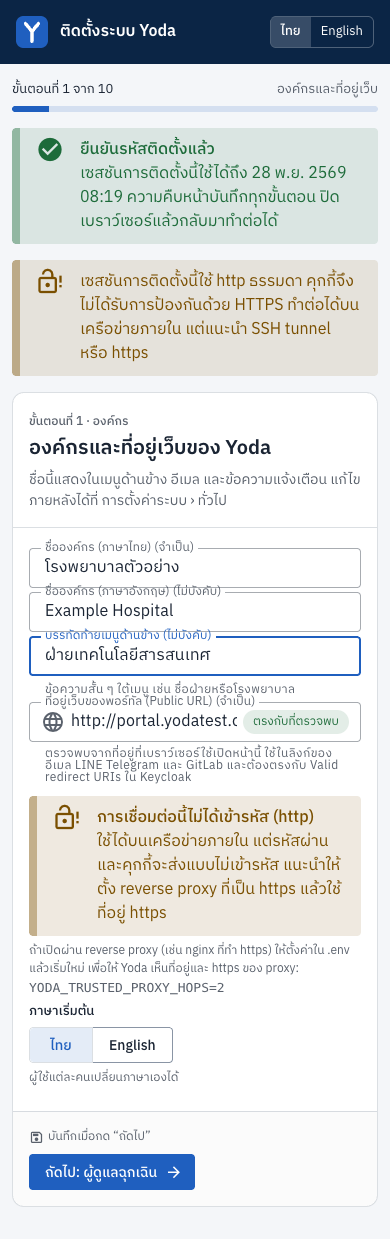 Y ติดตั้งระบบ Yoda ไทย English
ขั้นตอนที่ 1 จาก 10 องค์กรและที่อยู่เว็บ
ยืนยันรหัสติดตั้งแล้ว
เซสชันการติดตั้งนี้ใช้ได้ถึง 28 พ.ย. 2569
08:19 ความคืบหน้าบันทึกทุกขั้นตอน ปิด
เบราว์เซอร์แล้วกลับมาทำต่อได้
เซสชันการติดตั้งนี้ใช้ http ธรรมดา คุกกี้จึง
ไม่ได้รับการป้องกันด้วย HTTPS ทำต่อได้บน
เครือข่ายภายใน แต่แนะนำ SSH tunnel
หรือ https
ขั้นตอนที่ 1 · องค์กร
องค์กรและที่อยู่เว็บของ Yoda
ชื่อนี้แสดงในเมนูด้านข้าง อีเมล และข้อความแจ้งเตือน แก้ไข
ภายหลังได้ที่ การตั้งค่าระบบ › ทั่วไป
ชื่อองค์กร (ภาษาไทย) (จำเป็น)
โรงพยาบาลตัวอย่าง
ชื่อองค์กร (ภาษาอังกฤษ) (ไม่บังคับ)
Example Hospital
บรรทัดท้ายเมนูด้านข้าง (ไม่บังคับ)
ฝ่ายเทคโนโลยีสารสนเทศ
ข้อความสั้น ๆ ใต้เมนู เช่น ชื่อฝ่ายหรือโรงพยาบาล
ที่อยู่เว็บของพอร์ทัล (Public URL) (จำเป็น)
http://portal.yodatest.c ตรงกับที่ตรวจพบ
ตรวจพบจากที่อยู่ที่เบราว์เซอร์ใช้เปิดหน้านี้ ใช้ในลิงก์ของ
อีเมล LINE Telegram และ GitLab และต้องตรงกับ Valid
redirect URIs ใน Keycloak
การเชื่อมต่อนี้ไม่ได้เข้ารหัส (http)
ใช้ได้บนเครือข่ายภายใน แต่รหัสผ่าน
และคุกกี้จะส่งแบบไม่เข้ารหัส แนะนำให้
ตั้ง reverse proxy ที่เป็น https แล้วใช้
ที่อยู่ https
ถ้าเปิดผ่าน reverse proxy (เช่น nginx ที่ทำ https) ให้ตั้งค่าใน .env
แล้วเริ่มใหม่ เพื่อให้ Yoda เห็นที่อยู่และ https ของ proxy:
YODA_TRUSTED_PROXY_HOPS=2
ภาษาเริ่มต้น
ไทย English
ผู้ใช้แต่ละคนเปลี่ยนภาษาเองได้
บันทึกเมื่อกด “ถัดไป”
ถัดไป: ผู้ดูแลฉุกเฉิน